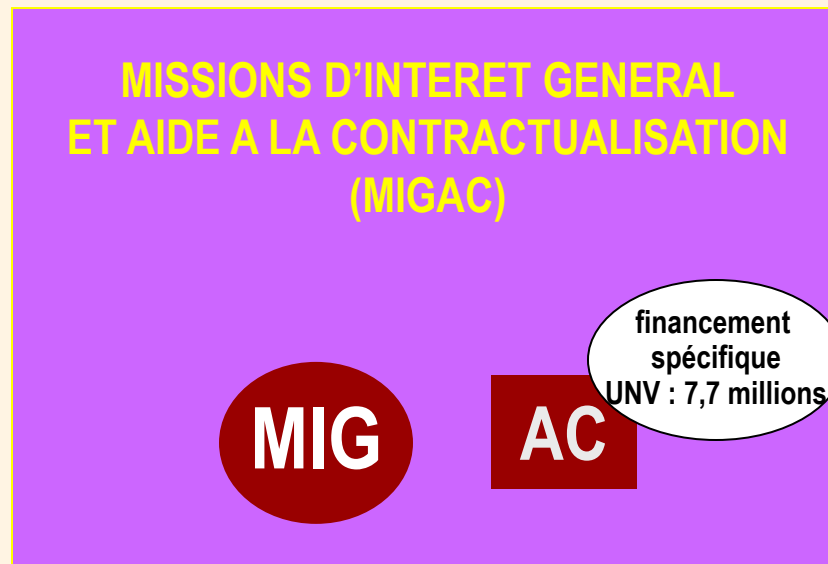 MISSIONS D’INTERET GENERAL
ET AIDE A LA CONTRACTUALISATION
(MIGAC)
financement
spécifique
UNV : 7,7 millions
MIG
AC